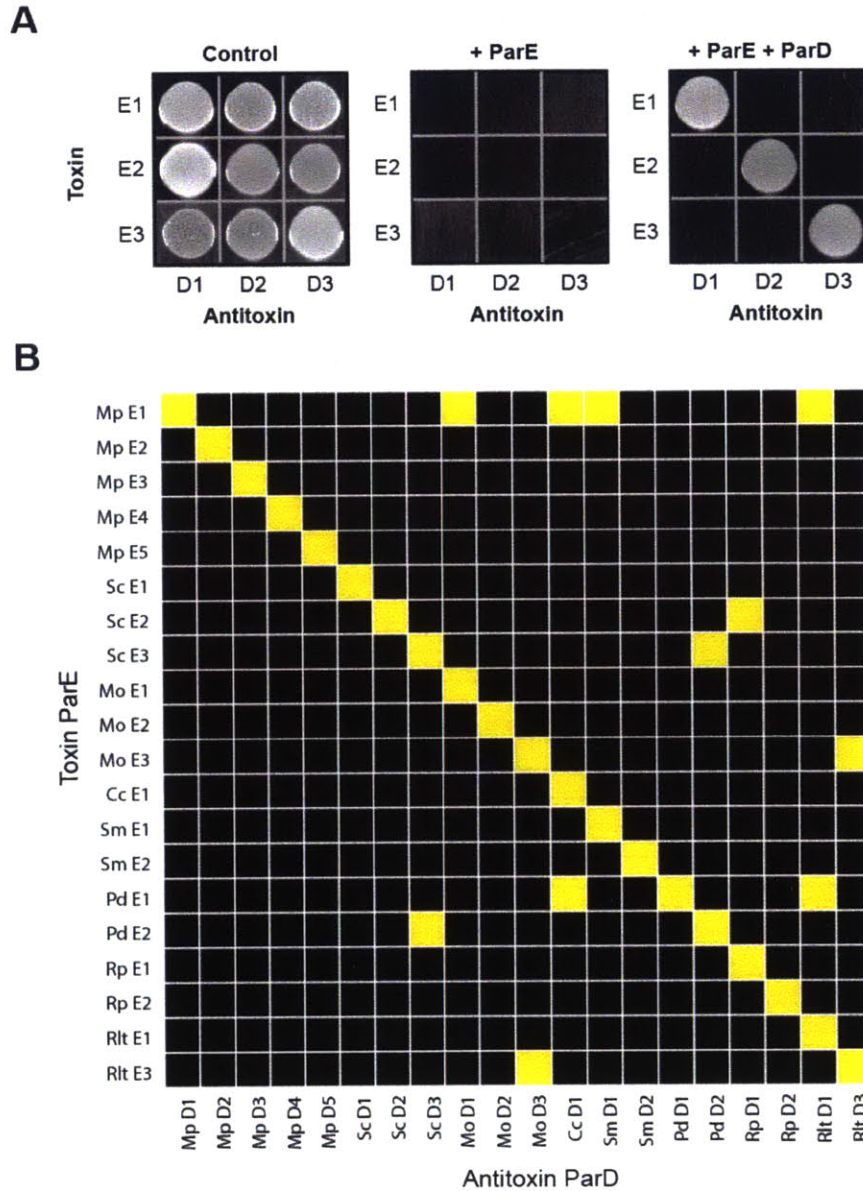 A
Control
+ ParE
+ ParE + ParD
Toxin
E1
E2
E3
D1 D2 D3
Antitoxin
E1
E2
E3
D1 D2 D3
Antitoxin
E1
E2
E3
D1 D2 D3
Antitoxin
B
Toxin ParE
Mp E1
Mp E2
Mp E3
Mp E4
Mp E5
Sc E1
Sc E2
Sc E3
Mo E1
Mo E2
Mo E3
Cc E1
Sm E1
Sm E2
Pd E1
Pd E2
Rp E1
Rp E2
Rlt E1
Rlt E3
Mp D1
Mp D2
Mp D3
Mp D4
Mp D5
Sc D1
Sc D2
Sc D3
Mo D1
Mo D2
Mo D3
Cc D1
Sm D1
Sm D2
Pd D1
Pd D2
Rp D1
Rp D2
Rlt D1
Rlt D3
Antitoxin ParD